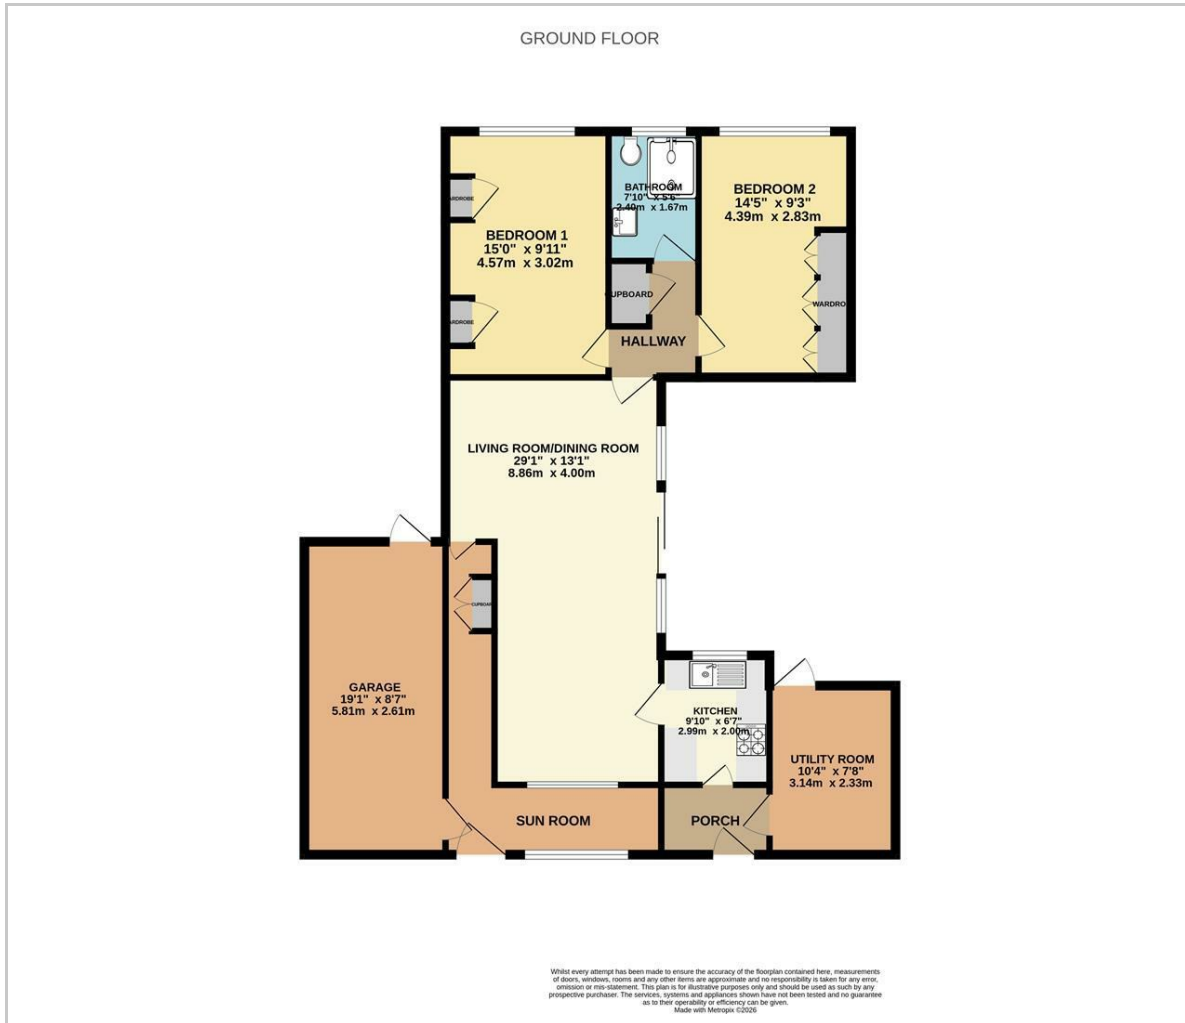 GROUND FLOOR
BATHROOM
7'10" x 5'6"
2.40m x 1.67m
BEDROOM 2
14'5" x 9'3"
4.39m x 2.83m
ARDROBE
BEDROOM 1
15'0" x 9'11"
4.57m x 3.02m
UPBOARD
WARDRO
ARDROBE
HALLWAY
LIVING ROOM/DINING ROOM
29'1" x 13'1"
8.86m x 4.00m
CUPBOAR
GARAGE
19'1" x 8'7"
5.81m x 2.61m
KITCHEN
9'10" x 6'7"
2.99m x 2.00m
UTILITY ROOM
10'4" x 7'8"
3.14m x 2.33m
SUN ROOM
PORCH
Whilst every attempt has been made to ensure the accuracy of the floorplan contained here, measurements
of doors, windows, rooms and any other items are approximate and no responsibility is taken for any error,
omission or mis-statement. This plan is for illustrative purposes only and should be used as such by any
prospective purchaser. The services, systems and appliances shown have not been tested and no guarantee
as to their operability or efficiency can be given.
Made with Metropix ©2026